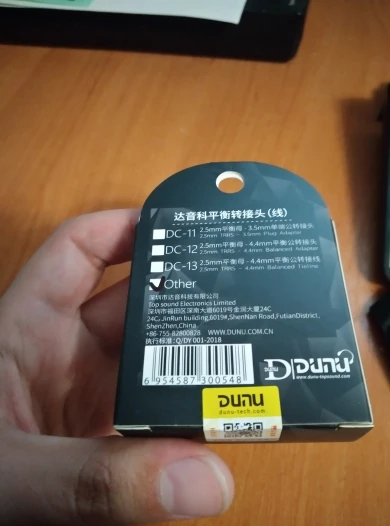 达音科平衡转接头(线)
DC-11 2.5mm平衡母 - 3.5mm单端公转接头
2.5mm TRRS - 3.5mm Plug Adapter
DC-12 2.5mm平衡母 - 4.4mm平衡公转接头
2.5mm TRRS - 4.4mm Balanced Adapter
DC-13 2.5mm平衡母 - 4.4mm平衡公转接线
2.5mm TRRS - 4.4mm Balanced
Other
深圳市达音科技有限公司
Top sound Electronics Limited
深圳市福田区深南大道6019号金润大厦24C
24C, JinRun building,6019#,ShenNan Road,FutianDistrict,
ShenZhen,China
+86-755-82800828 WWW.DUNU.COM.CN
执行标准:Q/DY 001-2018
6 954587 300548
DUNU
DUNU
www.dunu-topsound.com
DUNU
dunu-tech.com